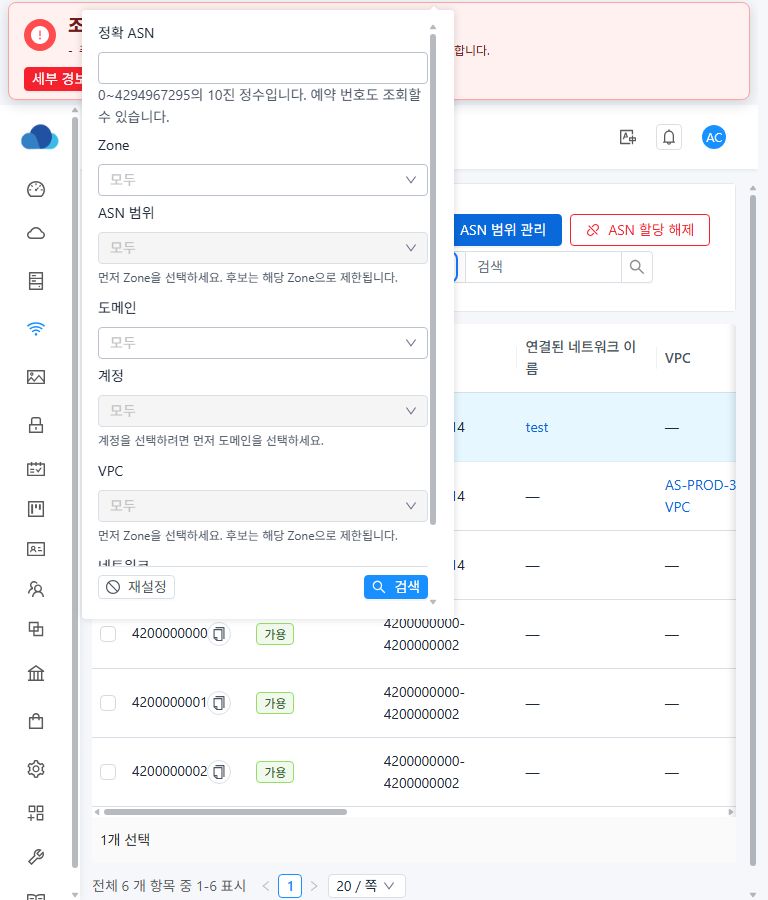 정확 ASN
합니다.
세부 경보
0~4294967295의 10진 정수입니다. 예약 번호도 조회할
수 있습니다.
Zone
모두
AC
ASN 범위
모두
먼저 Zone을 선택하세요. 후보는 해당 Zone으로 제한됩니다.
ASN 범위 관리
ASN 할당 해제
검색
도메인
모두
계정
모두
계정을 선택하려면 먼저 도메인을 선택하세요.
VPC
모두
먼저 Zone을 선택하세요. 후보는 해당 Zone으로 제한됩니다.
네트워크
재설정
검색
연결된 네트워크 이
름
VPC
14
test
—
14
—
AS-PROD-3
VPC
14
—
—
4200000000
가용
4200000000-
4200000002
—
—
4200000001
가용
4200000000-
4200000002
—
—
4200000002
가용
4200000000-
4200000002
—
—
1개 선택
전체 6 개 항목 중 1-6 표시
1
20 / 쪽